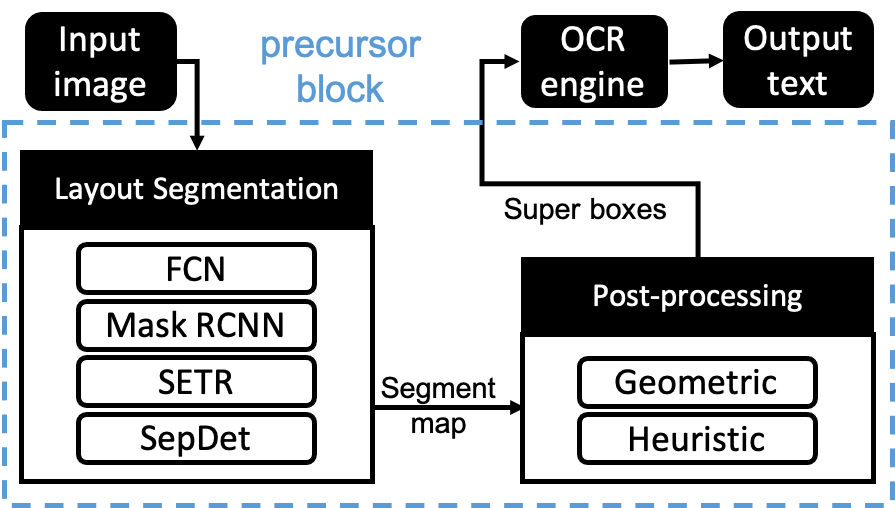 Input
image
precursor
block
OCR
engine
Output
text
Layout Segmentation
FCN
Mask RCNN
SETR
SepDet
Segment
map
Super boxes
Post-processing
Geometric
Heuristic